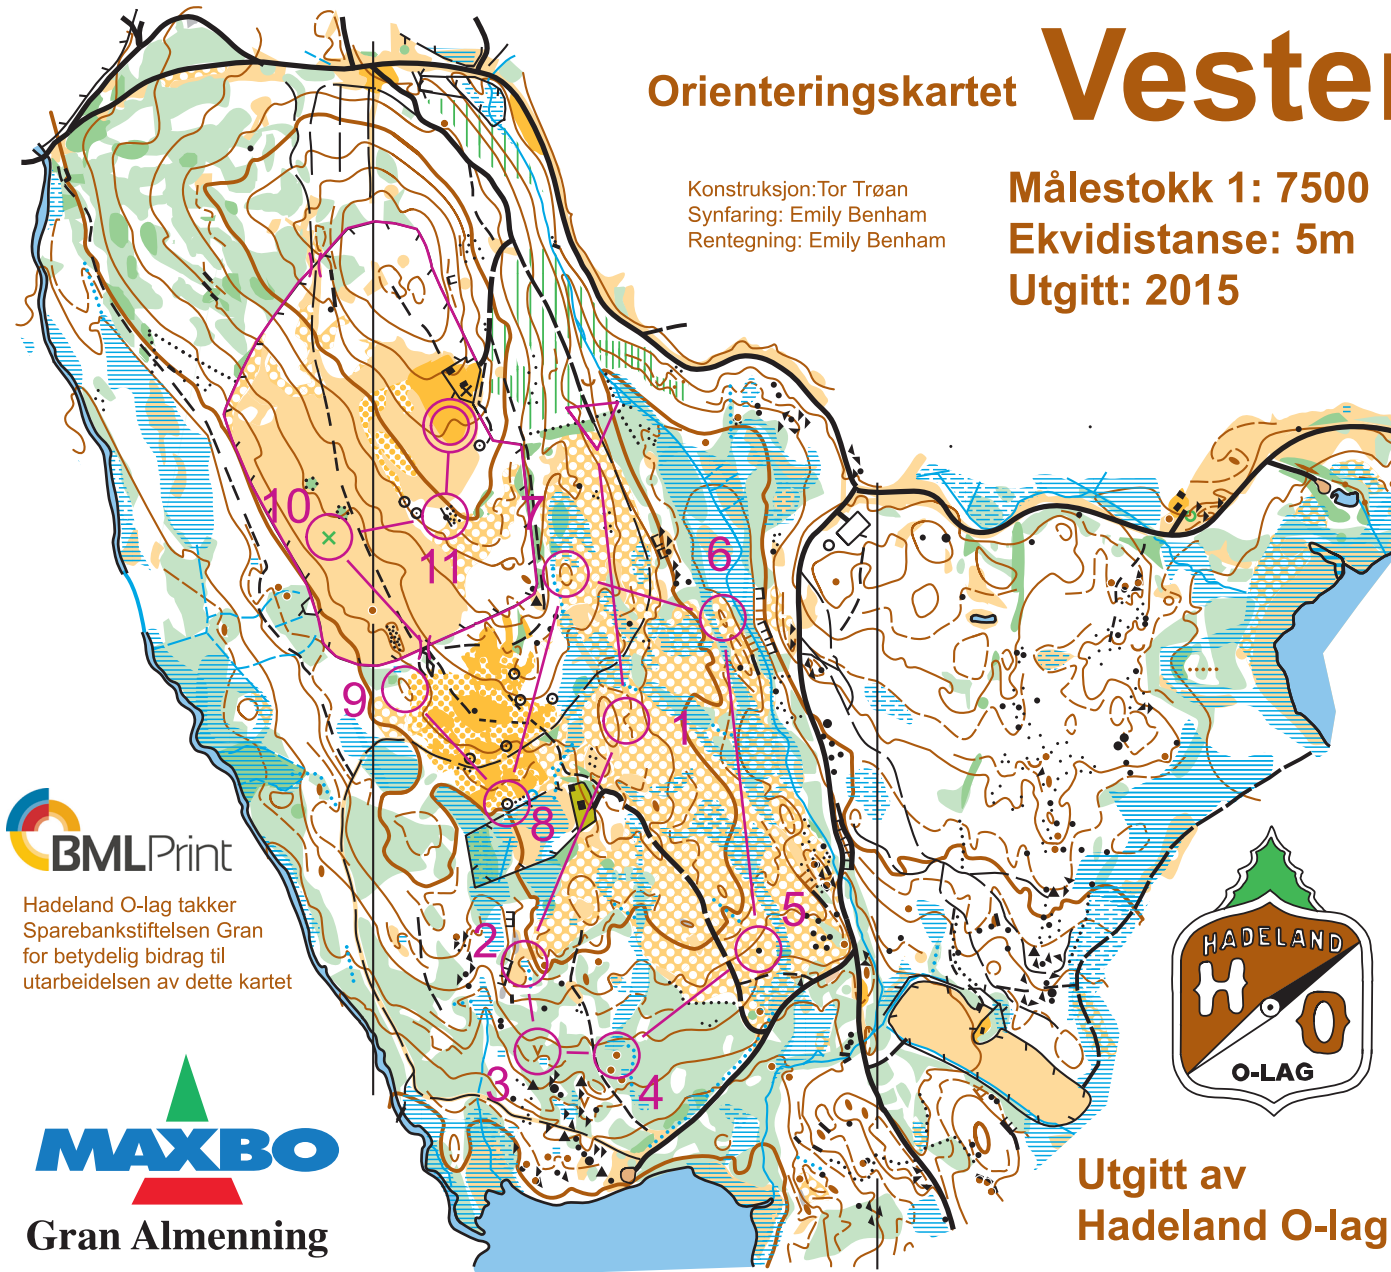 Orienteringskartet Vester
Konstruksjon:Tor Trøan
Synfaring: Emily Benham
Rentegning: Emily Benham
Målestokk 1: 7500
Ekvidistanse: 5m
Utgitt: 2015
10
7
6
11
9
1
8
5
2
3
4
BMLPrint
Hadeland O-lag takker
Sparebankstiftelsen Gran
for betydelig bidrag til
utarbeidelsen av dette kartet
MAXBO
Gran Almenning
HADELAND
H O
O-LAG
Utgitt av
Hadeland O-lag